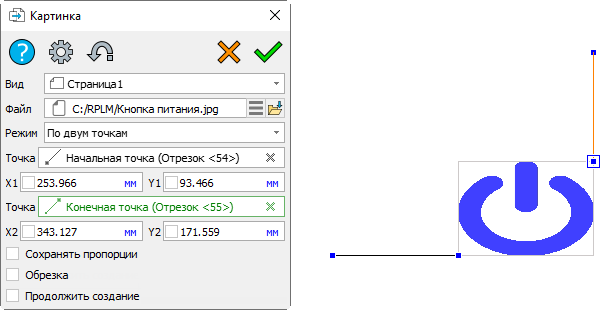 Картинка
Вид Страница1
Файл C:/RPLM/Кнопка питания.jpg
Режим По двум точкам
Точка Начальная точка (Отрезок <54>)
X1 253.966 мм Y1 93.466 мм
Точка Конечная точка (Отрезок <55>)
X2 343.127 мм Y2 171.559 мм
Сохранять пропорции
Обрезка
Продолжить создание